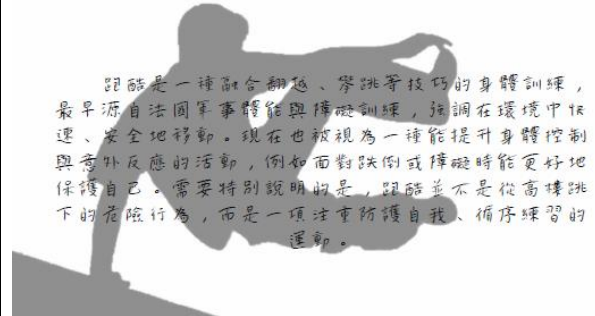 跑酷是一種融合翻越、攀跳等技巧的身體訓練，
最早源自法國軍事體能與障礙訓練，強調在環境中快
速、安全地移動。現在也被視為一種能提升身體控制
與意外反應的活動，例如面對跌倒或障礙時能更好地
保護自己。需要特別說明的是，跑酷並不是從高樓跳
下的危險行為，而是一項注重防護自我、循序練習的
運動。